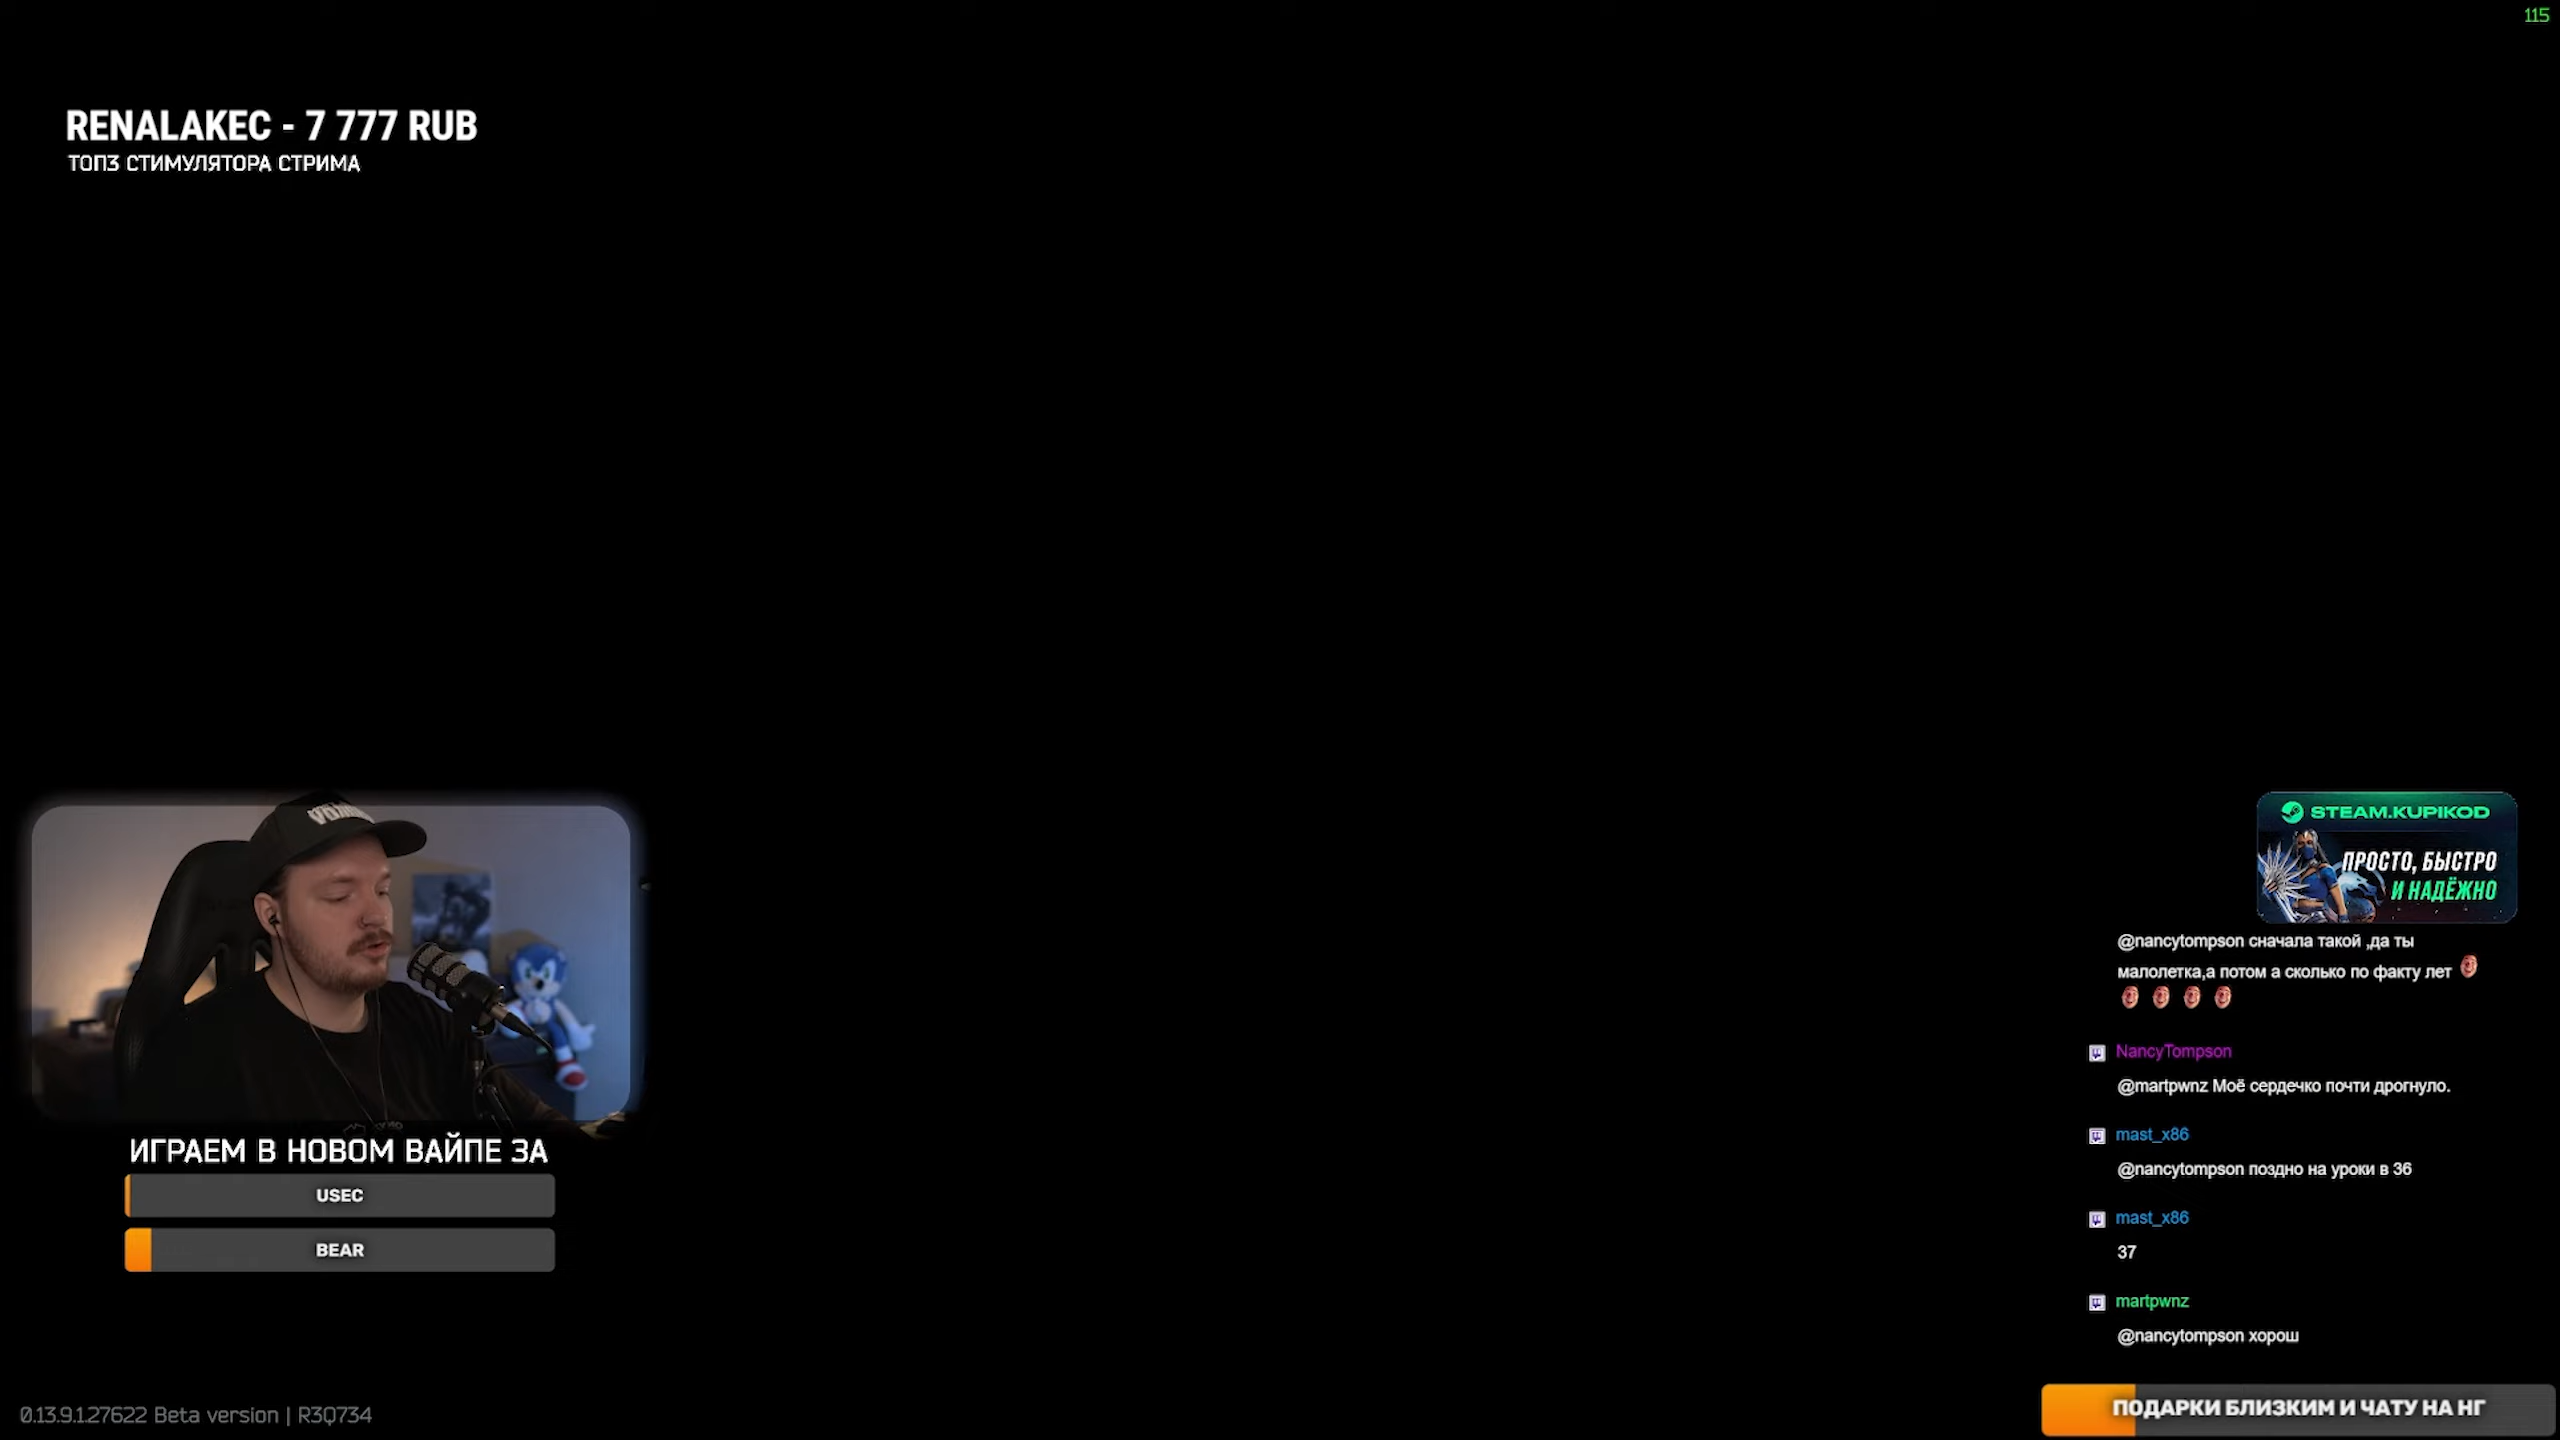 115
RENALAKEC - 7 777 RUB
ТОП3 СТИМУЛЯТОРА СТРИМА
STEAM.KUPIKOD
ПРОСТО, БЫСТРО
И НАДЁЖНО
@nancytompson сначала такой ,да ты
малолетка,а потом а сколько по факту лет
NancyTompson
@martpwnz Моё сердечко почти дрогнуло.
mast_x86
@nancytompson поздно на уроки в 36
mast_x86
37
martpwnz
@nancytompson хорош
ИГРАЕМ В НОВОМ ВАЙПЕ ЗА
USEC
BEAR
0.13.9.1.27622 Beta version | R3Q734
ПОДАРКИ БЛИЗКИМ И ЧАТУ НА НГ